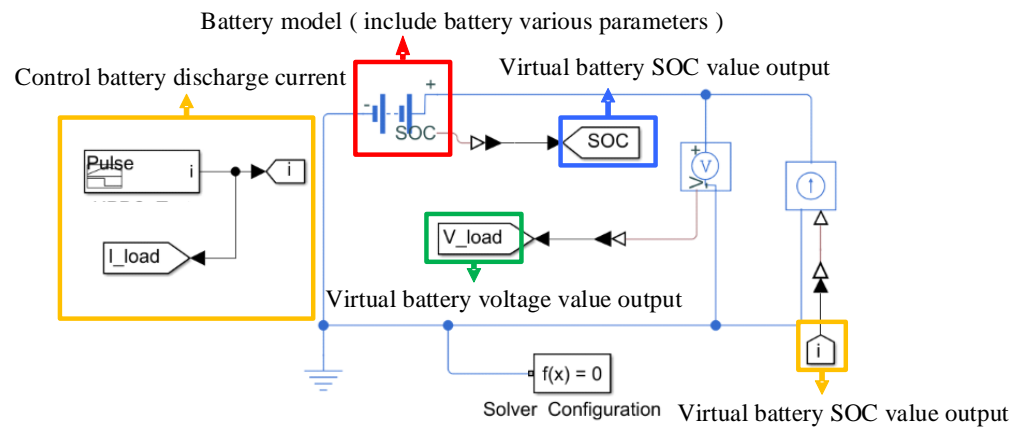 Battery model ( include battery various parameters )
Control battery discharge current
Virtual battery SOC value output
- +
SOC
SOC
Pulse
i
i
I_load
+
V
V_load
Virtual battery voltage value output
i
f(x) = 0
Solver Configuration
Virtual battery SOC value output